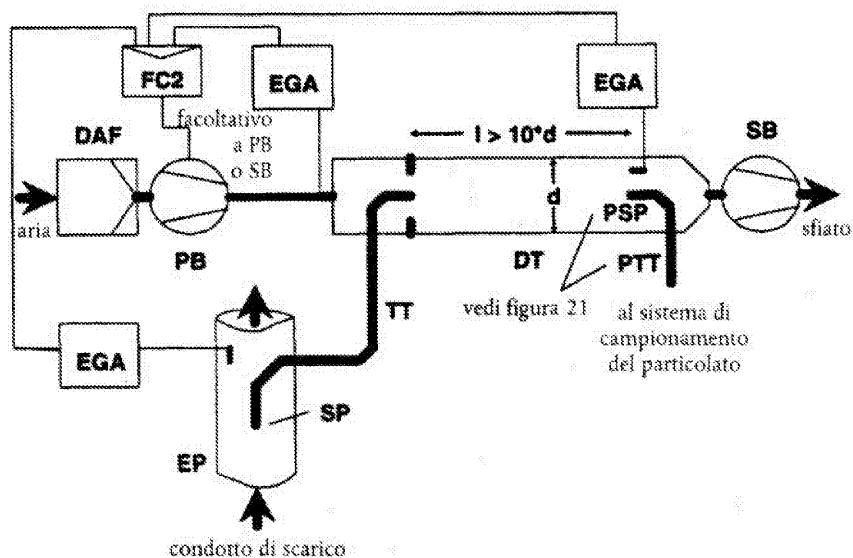 FC2
EGA
EGA
facoltativo
a PB
o SB
DAF
l > 10*d
SB
d
PSP
aria
sfiato
PB
DT
PTT
TT
vedi figura 21
al sistema di
campionamento
del particolato
EGA
SP
EP
condotto di scarico